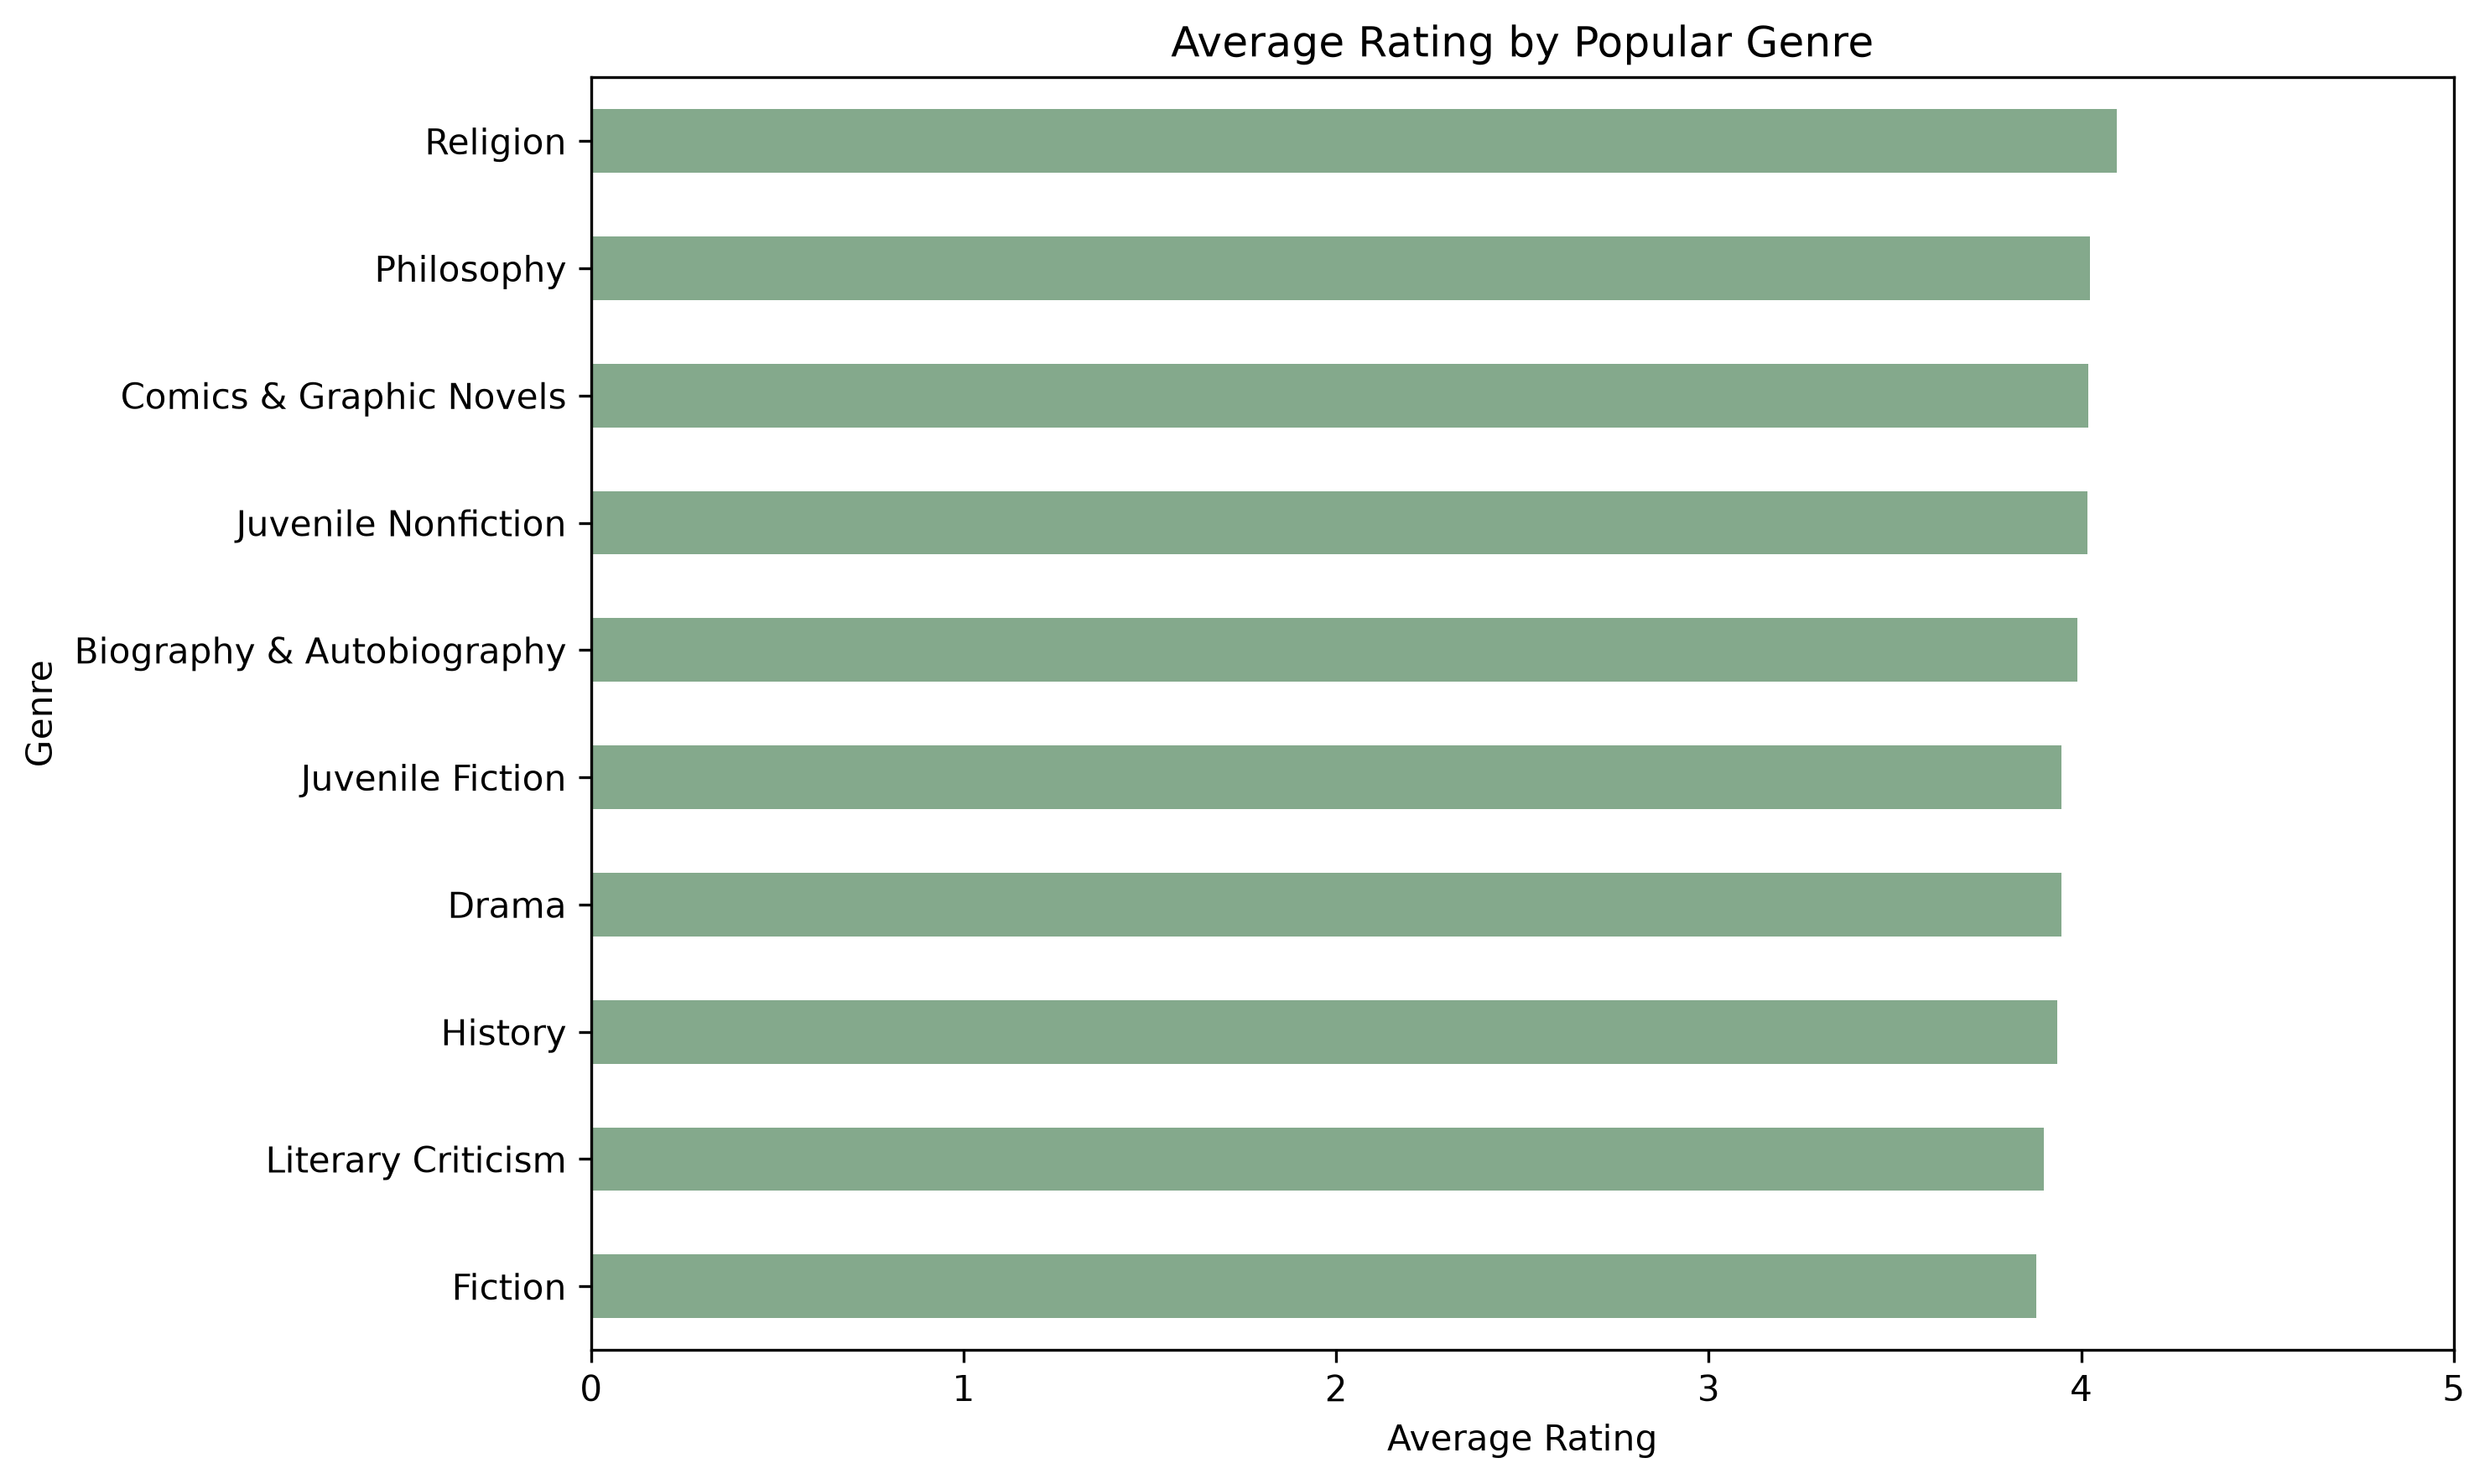 Average Rating by Popular Genre
Religion
Philosophy
Comics & Graphic Novels
Juvenile Nonfiction
Biography & Autobiography
Juvenile Fiction
Drama
History
Literary Criticism
Fiction
Genre
0 1 2 3 4 5
Average Rating